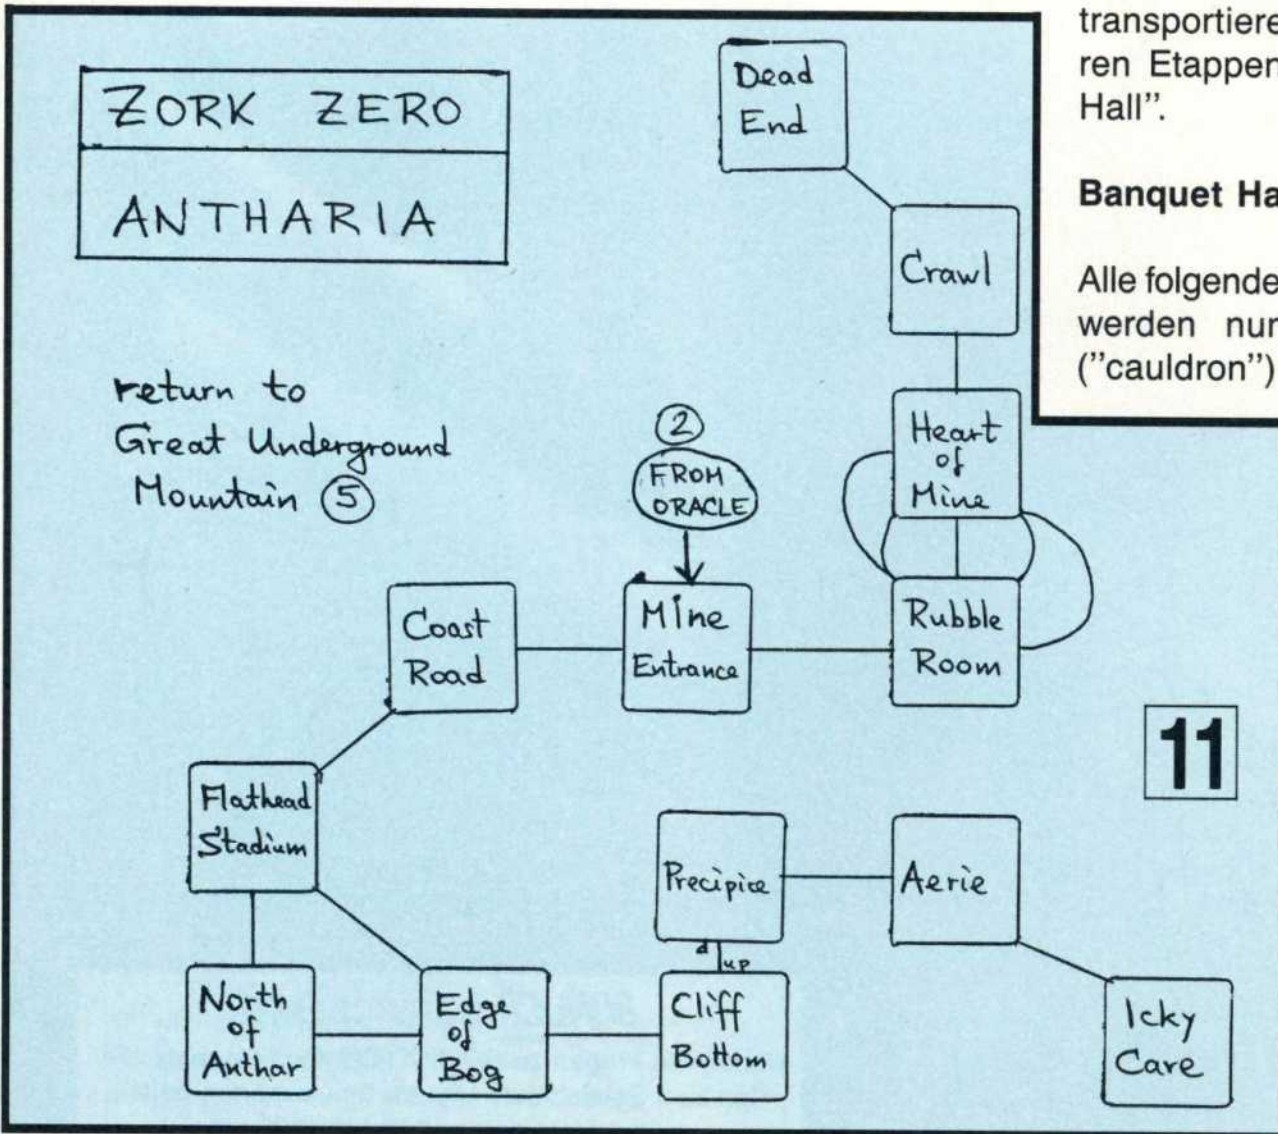 transportiere
ren Etappen
Hall".
Banquet Ha
Alle folgende
werden nur
("cauldron")
ZORK ZERO
ANTHARIA
return to
Great Underground
Mountain 5
Dead
End
Crawl
Heart
of
Mine
2
FROM
ORACLE
Coast
Road
Mine
Entrance
Rubble
Room
11
Flathead
Stadium
Precipice
Aerie
d
up
North
of
Anthar
Edge
of
Bog
Cliff
Bottom
Icky
Care